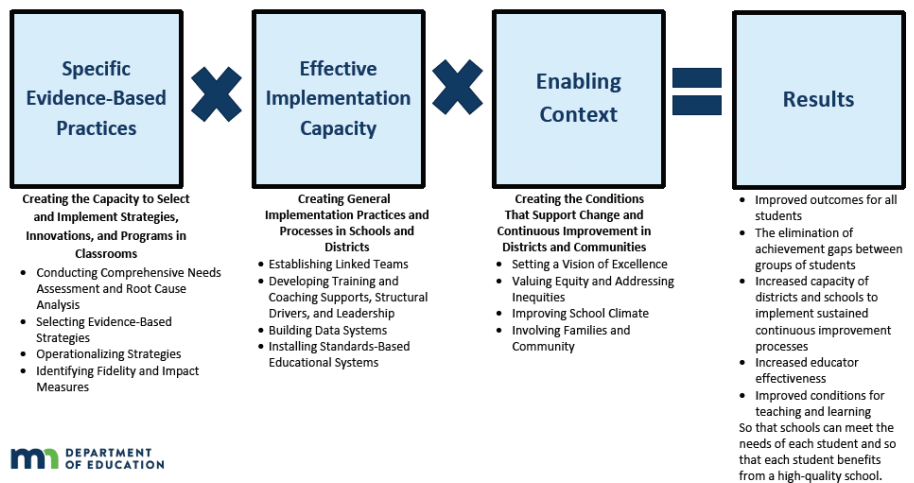 Specific
Evidence-Based
Practices
Effective
Implementation
Capacity
Enabling
Context
Results
Creating the Capacity to Select
and Implement Strategies,
Innovations, and Programs in
Classrooms
• Conducting Comprehensive Needs
Assessment and Root Cause
Analysis
• Selecting Evidence-Based
Strategies
• Operationalizing Strategies
• Identifying Fidelity and Impact
Measures
Creating General
Implementation Practices and
Processes in Schools and
Districts
• Establishing Linked Teams
• Developing Training and
Coaching Supports, Structural
Drivers, and Leadership
• Building Data Systems
• Installing Standards-Based
Educational Systems
Creating the Conditions
That Support Change and
Continuous Improvement in
Districts and Communities
• Setting a Vision of Excellence
• Valuing Equity and Addressing
Inequities
• Improving School Climate
• Involving Families and
Community
• Improved outcomes for all
students
• The elimination of
achievement gaps between
groups of students
• Increased capacity of
districts and schools to
implement sustained
continuous improvement
processes
• Increased educator
effectiveness
• Improved conditions for
teaching and learning
So that schools can meet the
needs of each student and so
that each student benefits
from a high-quality school.
mn DEPARTMENT
OF EDUCATION